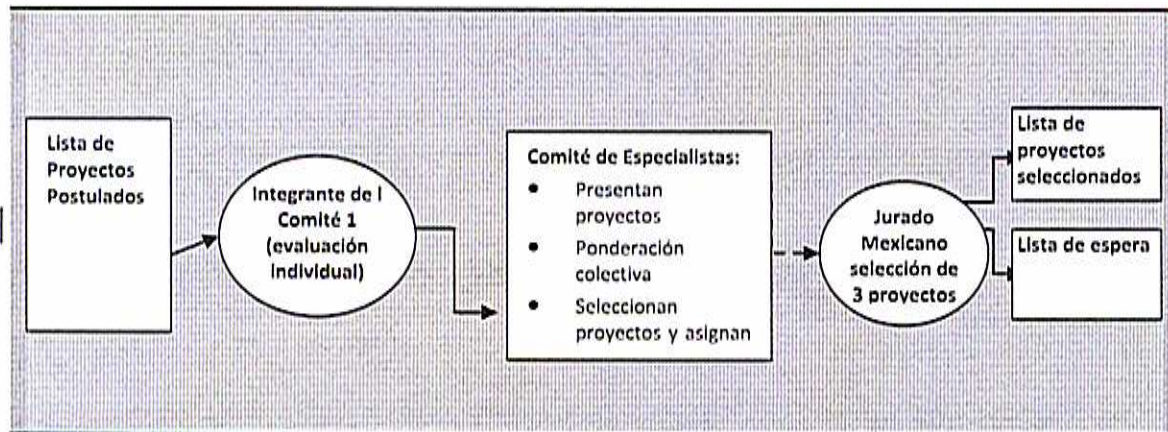 Lista de
Proyectos
Postulados
Integrante de l
Comité 1
(evaluación
individual)
Comité de Especialistas:
• Presentan
proyectos
• Ponderación
colectiva
• Seleccionan
proyectos y asignan
Jurado
Mexicano
selección de
3 proyectos
Lista de
proyectos
seleccionados
Lista de espera